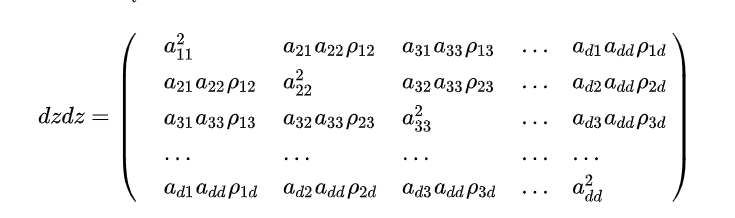 a_{11}^2 a_{21}a_{22}ρ_{12} a_{31}a_{33}ρ_{13} … a_{d1}a_{dd}ρ_{1d}
a_{21}a_{22}ρ_{12} a_{22}^2 a_{32}a_{33}ρ_{23} … a_{d2}a_{dd}ρ_{2d}
dzdz = a_{31}a_{33}ρ_{13} a_{32}a_{33}ρ_{23} a_{33}^2 … a_{d3}a_{dd}ρ_{3d}
… … … … …
a_{d1}a_{dd}ρ_{1d} a_{d2}a_{dd}ρ_{2d} a_{d3}a_{dd}ρ_{3d} … a_{dd}^2